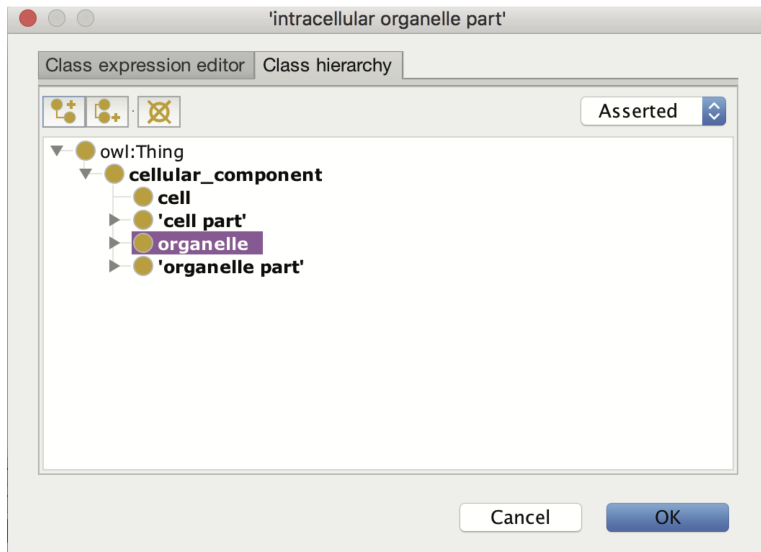 'intracellular organelle part'
Class expression editor Class hierarchy
Asserted
owl:Thing
cellular_component
cell
'cell part'
organelle
'organelle part'
Cancel OK